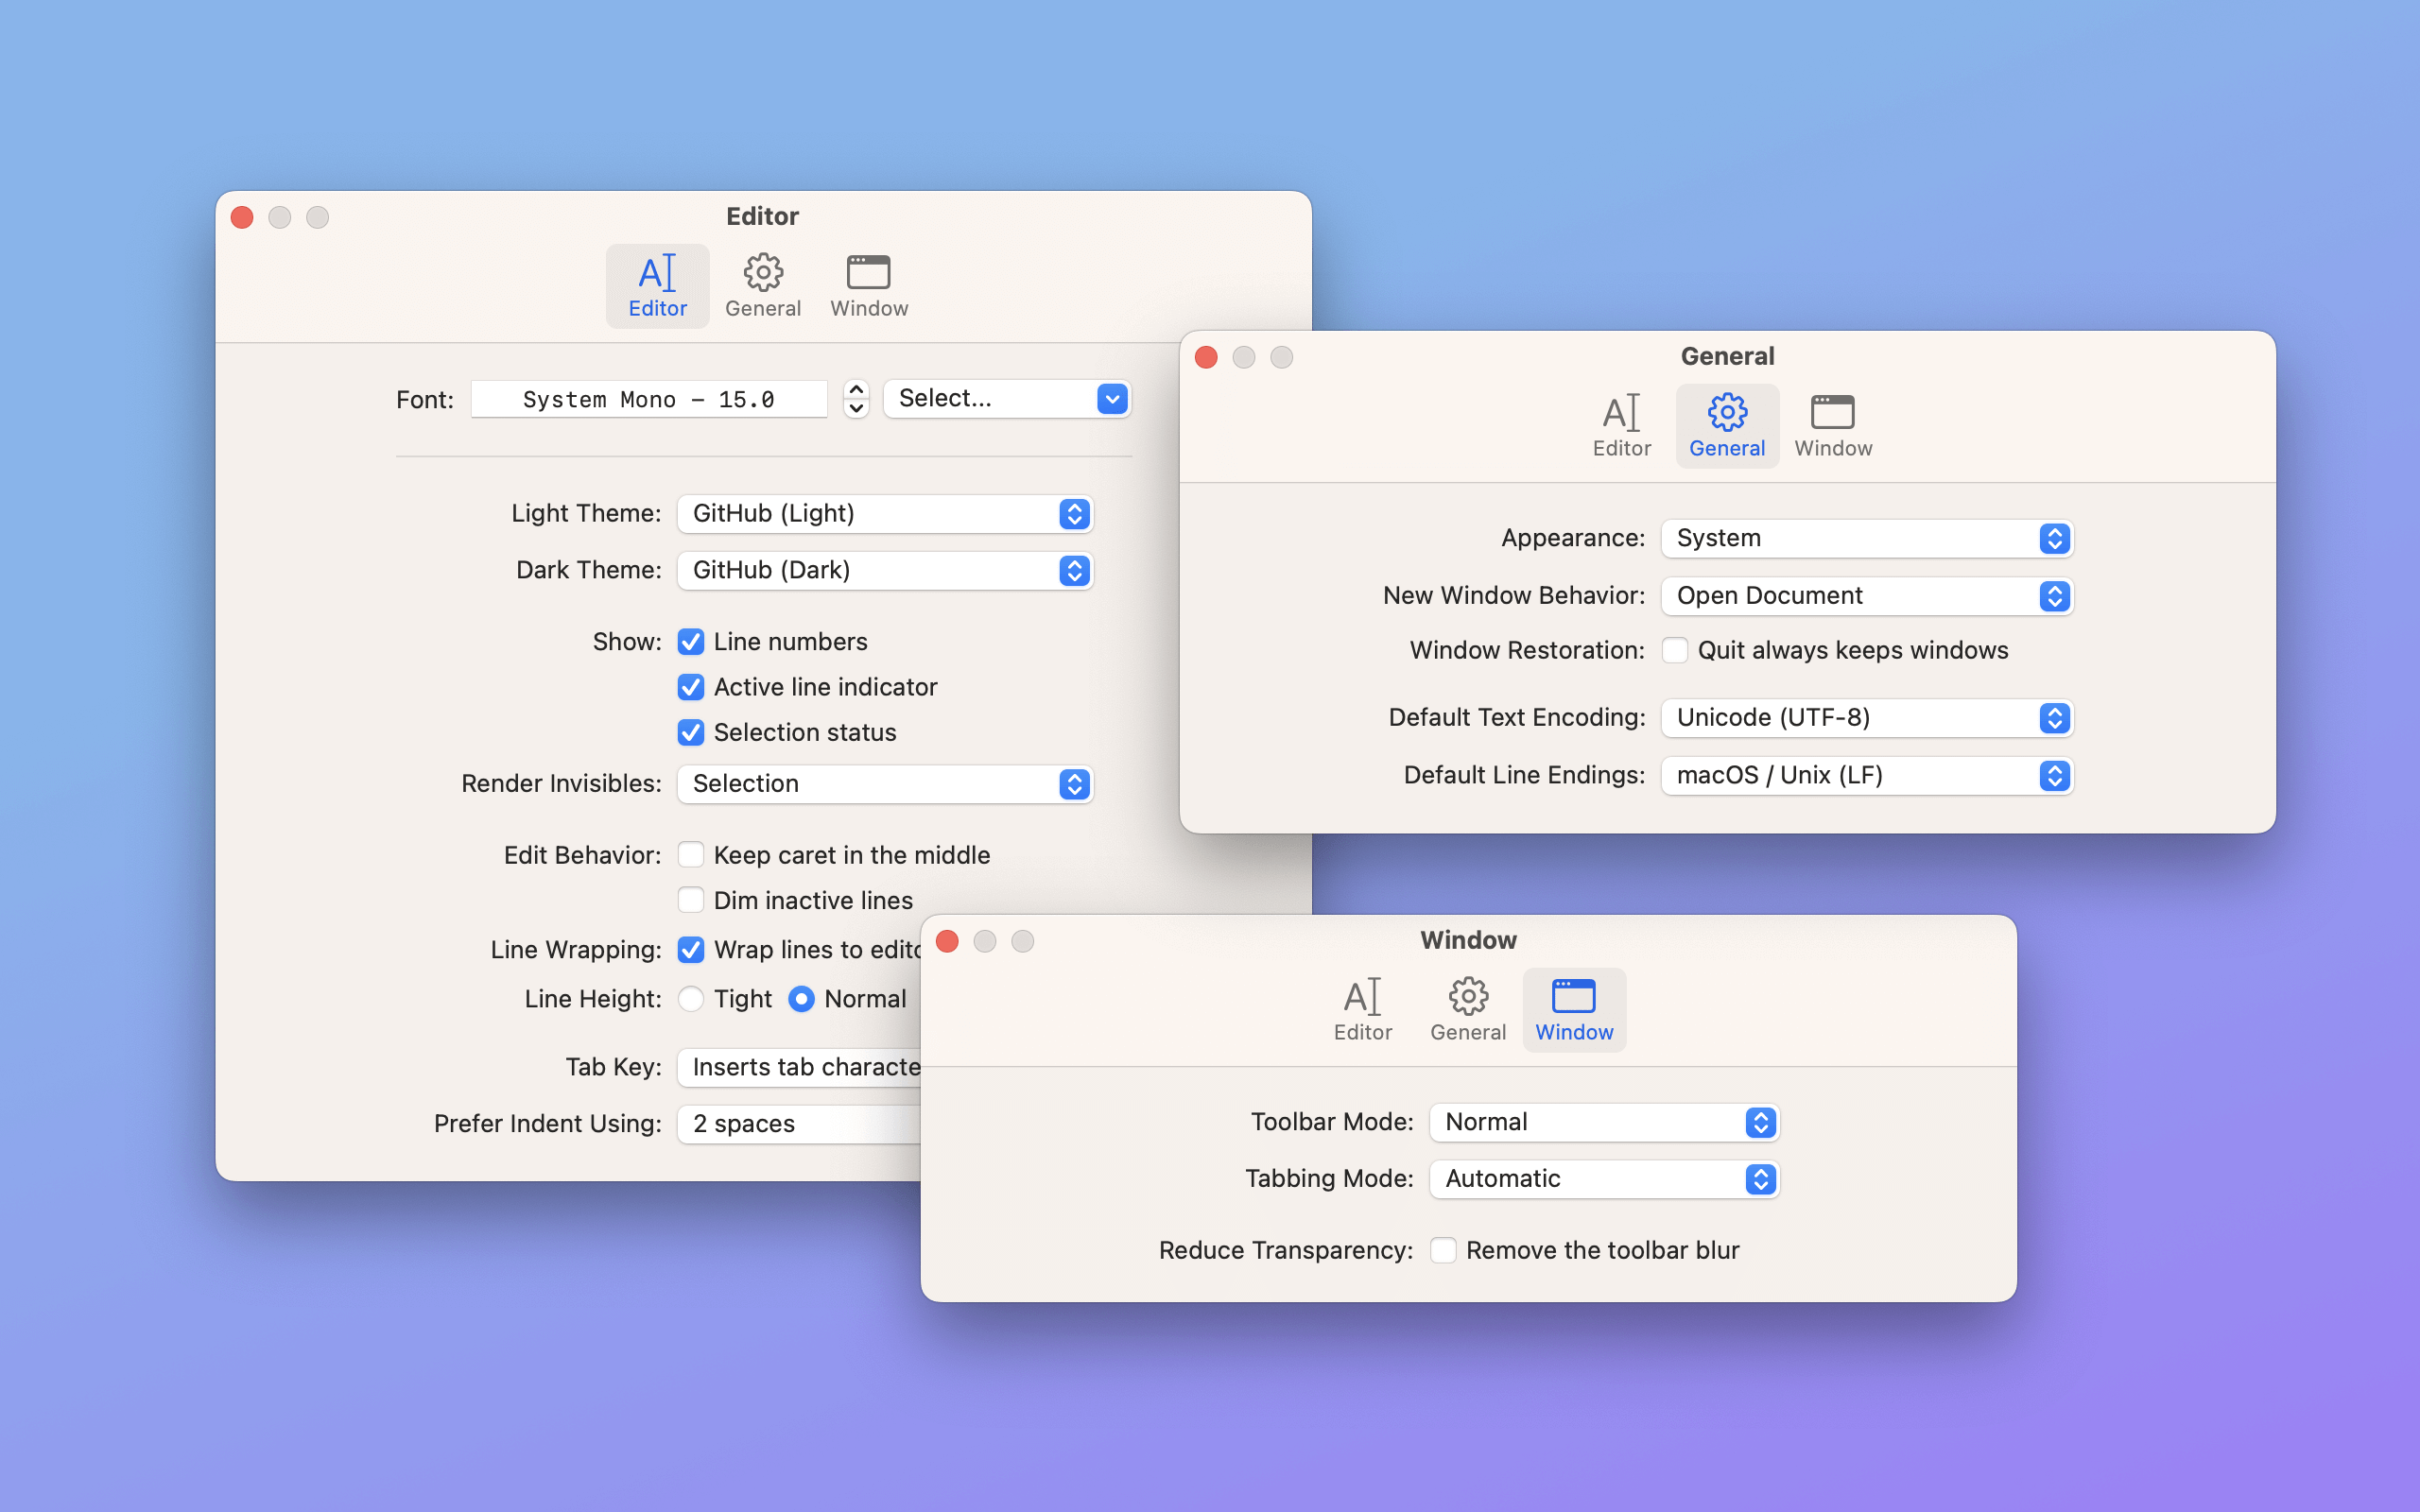 Editor
Editor General Window
Font: System Mono – 15.0 Select...
Light Theme: GitHub (Light)
Dark Theme: GitHub (Dark)
Show: Line numbers
Active line indicator
Selection status
Render Invisibles: Selection
Edit Behavior: Keep caret in the middle
Dim inactive lines
Line Wrapping: Wrap lines to
Line Height: Tight Normal
Tab Key: Inserts tab
Prefer Indent Using: 2 spaces
General
Editor General Window
Appearance: System
New Window Behavior: Open Document
Window Restoration: Quit always keeps windows
Default Text Encoding: Unicode (UTF-8)
Default Line Endings: macOS / Unix (LF)
Window
Editor General Window
Toolbar Mode: Normal
Tabbing Mode: Automatic
Reduce Transparency: Remove the toolbar blur